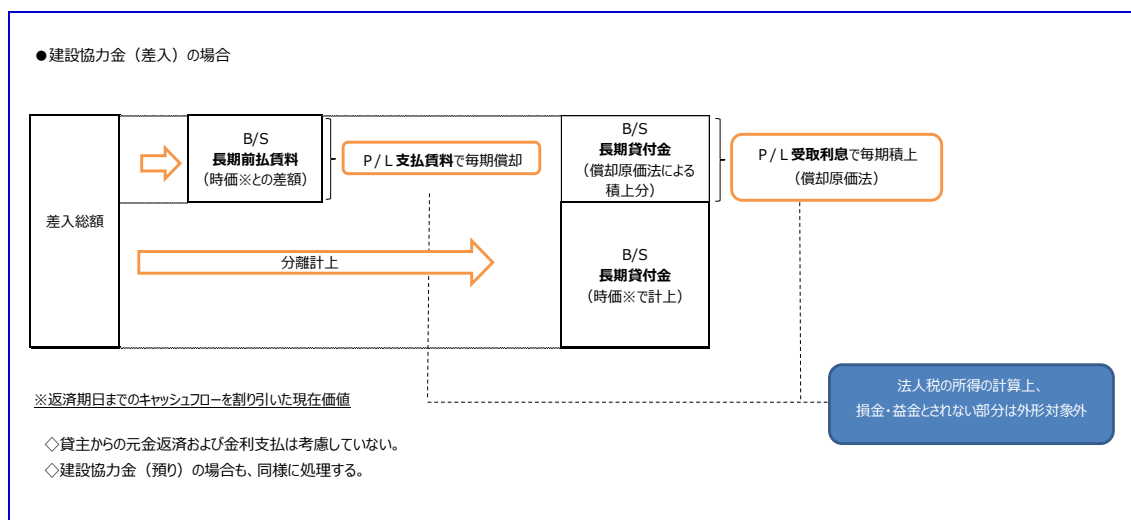 ●建設協力金（差入）の場合
差入総額
B/S
長期前払賃料
（時価※との差額）
P / L 支払賃料で毎期償却
B/S
長期貸付金
（償却原価法による
積上分）
P / L 受取利息で毎期積上
（償却原価法）
分離計上
B/S
長期貸付金
（時価※で計上）
法人税の所得の計算上、
損金・益金とされない部分は外形対象外
※返済期日までのキャッシュフローを割り引いた現在価値
◇貸主からの元金返済および金利支払は考慮していない。
◇建設協力金（預り）の場合も、同様に処理する。